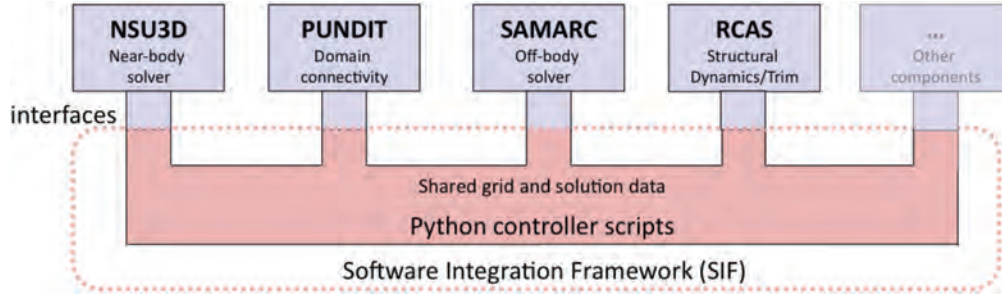 NSU3D
Near-body
solver
PUNDIT
Domain
connectivity
SAMARC
Off-body
solver
RCAS
Structural
Dynamics/Trim
...
Other
components
interfaces
Shared grid and solution data
Python controller scripts
Software Integration Framework (SIF)